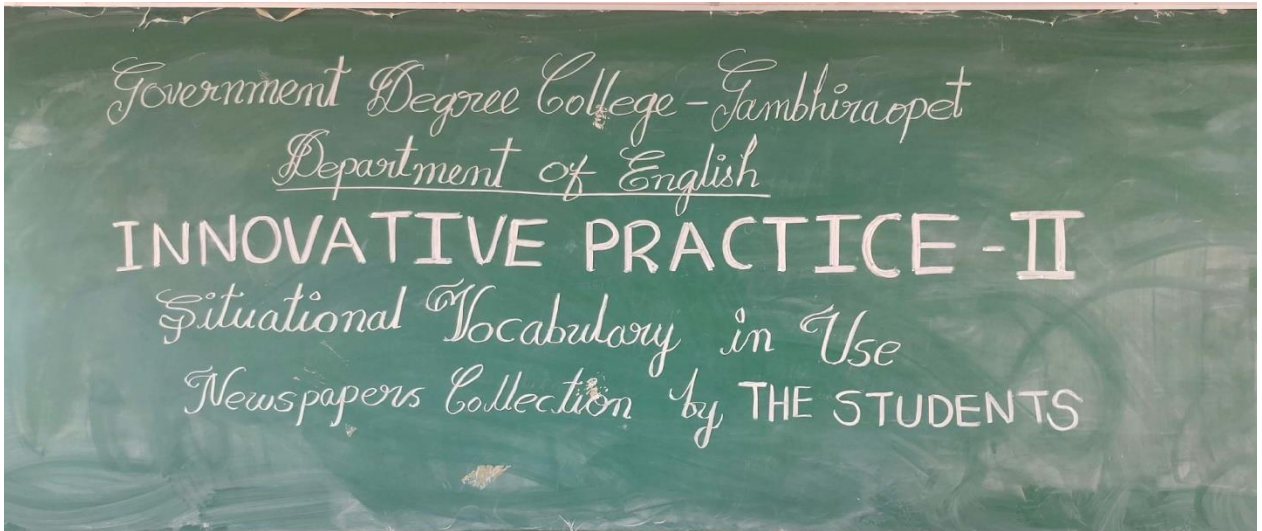 Government Degree College - Gambhiraopet
Department of English
INNOVATIVE PRACTICE - II
Situational Vocabulary in Use
Newspapers Collection by THE STUDENTS